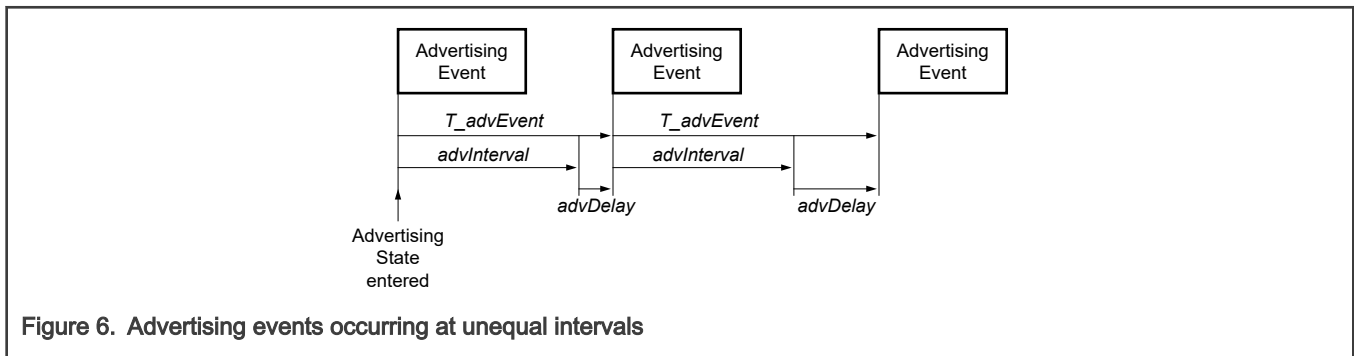 Advertising
Event
Advertising
Event
Advertising
Event
T_advEvent
T_advEvent
advInterval
advInterval
advDelay
advDelay
Advertising
State
entered
Figure 6. Advertising events occurring at unequal intervals